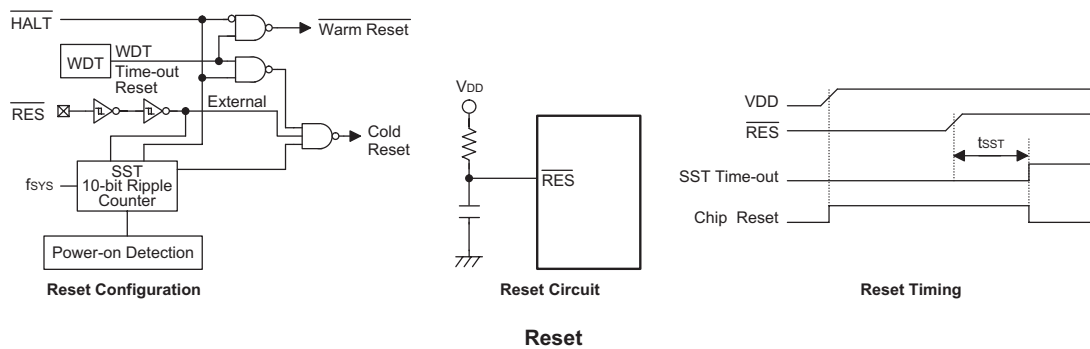 HALT
Warm Reset
WDT
WDT
Time-out
Reset
RES
External
Cold
Reset
fSYS
SST
10-bit Ripple
Counter
Power-on Detection
Reset Configuration
VDD
RES
Reset Circuit
VDD
RES
tSST
SST Time-out
Chip Reset
Reset Timing
Reset